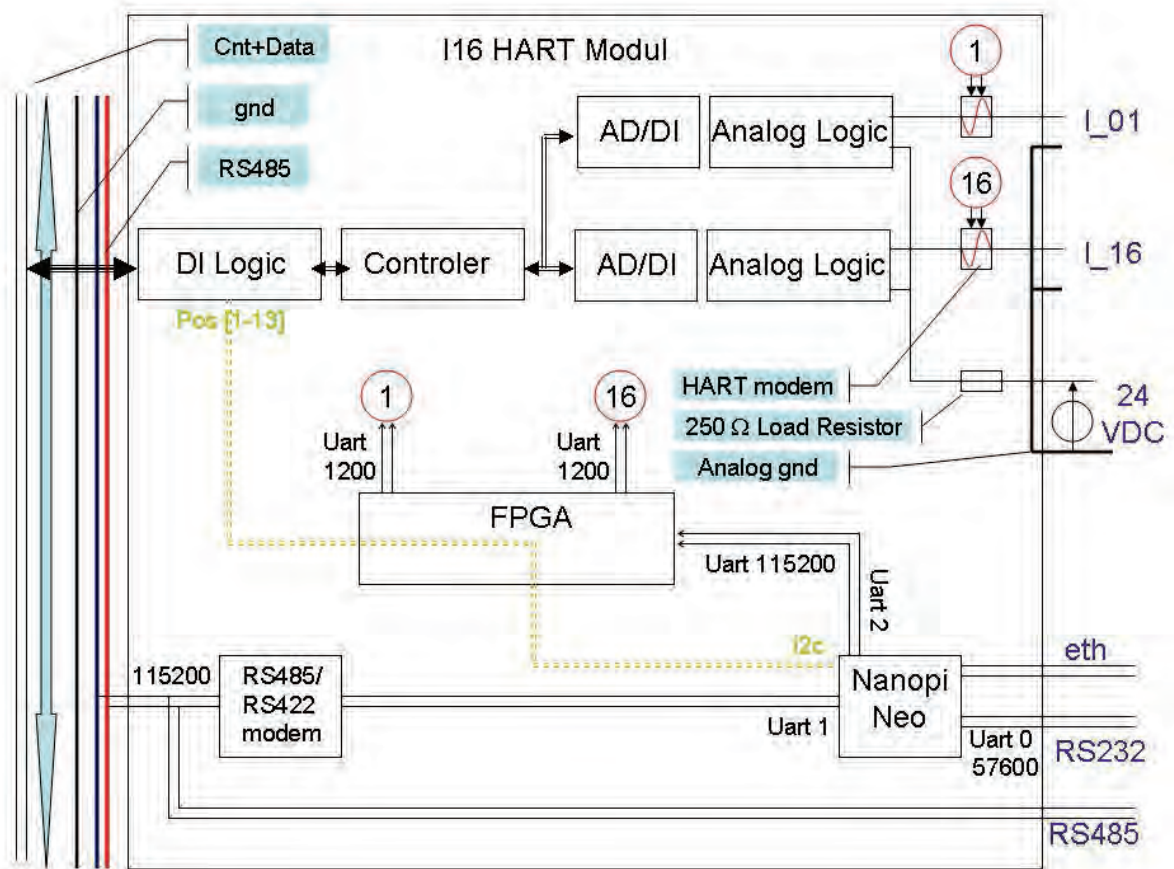 Cnt+Data
I16 HART Modul
1
gnd
AD/DI
Analog Logic
I_01
RS485
16
DI Logic
Controler
AD/DI
Analog Logic
I_16
Pos [1-13]
1
16
HART modem
250 Ω Load Resistor
24
VDC
Uart
1200
Uart
1200
Analog gnd
FPGA
Uart 115200
Uart 2
i2c
eth
115200
RS485/
RS422
modem
Nanopi
Neo
Uart 1
Uart 0
57600
RS232
RS485